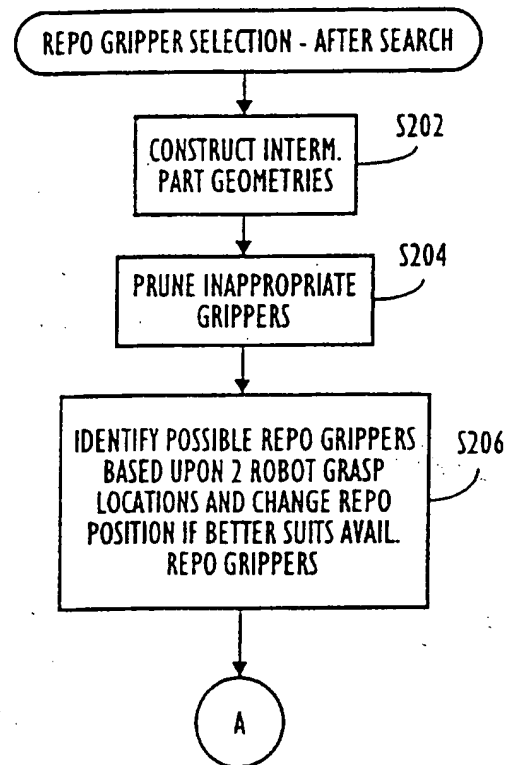 REPO GRIPPER SELECTION - AFTER SEARCH
S202
CONSTRUCT INTERM.
PART GEOMETRIES
S204
PRUNE INAPPROPRIATE
GRIPPERS
S206
IDENTIFY POSSIBLE REPO GRIPPERS
BASED UPON 2 ROBOT GRASP
LOCATIONS AND CHANGE REPO
POSITION IF BETTER SUITS AVAIL.
REPO GRIPPERS
A